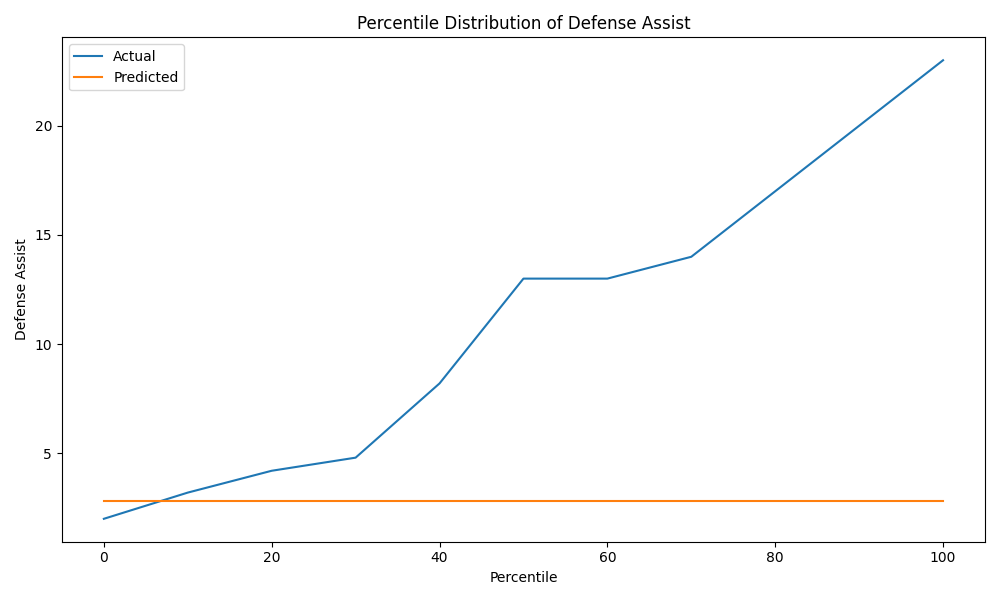 Percentile Distribution of Defense Assist
Actual
Predicted
20
15
10
5
Defense Assist
0 20 40 60 80 100
Percentile